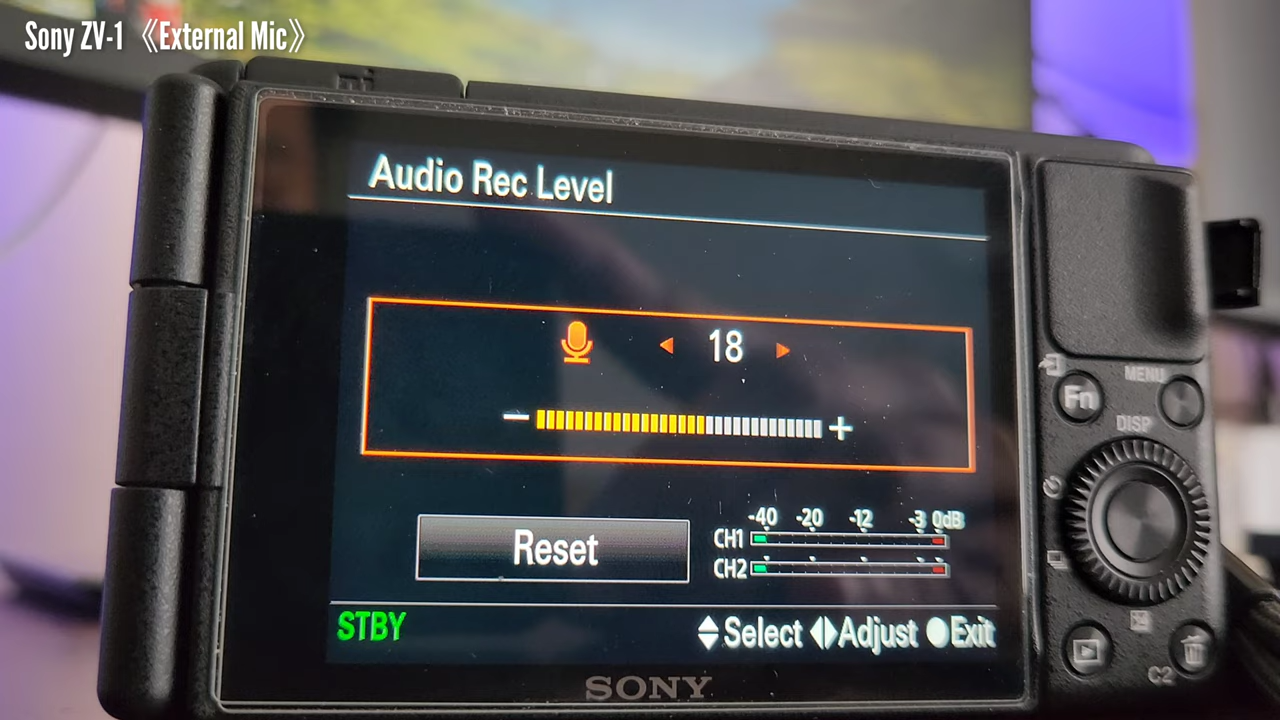 Sony ZV-1《External Mic》
mi
Audio Rec Level
18
− +
-40 -20 -12 -3 0dB
CH1
Reset
CH2
STBY
Select Adjust Exit
SONY
Fn
MENU
DISP
C2